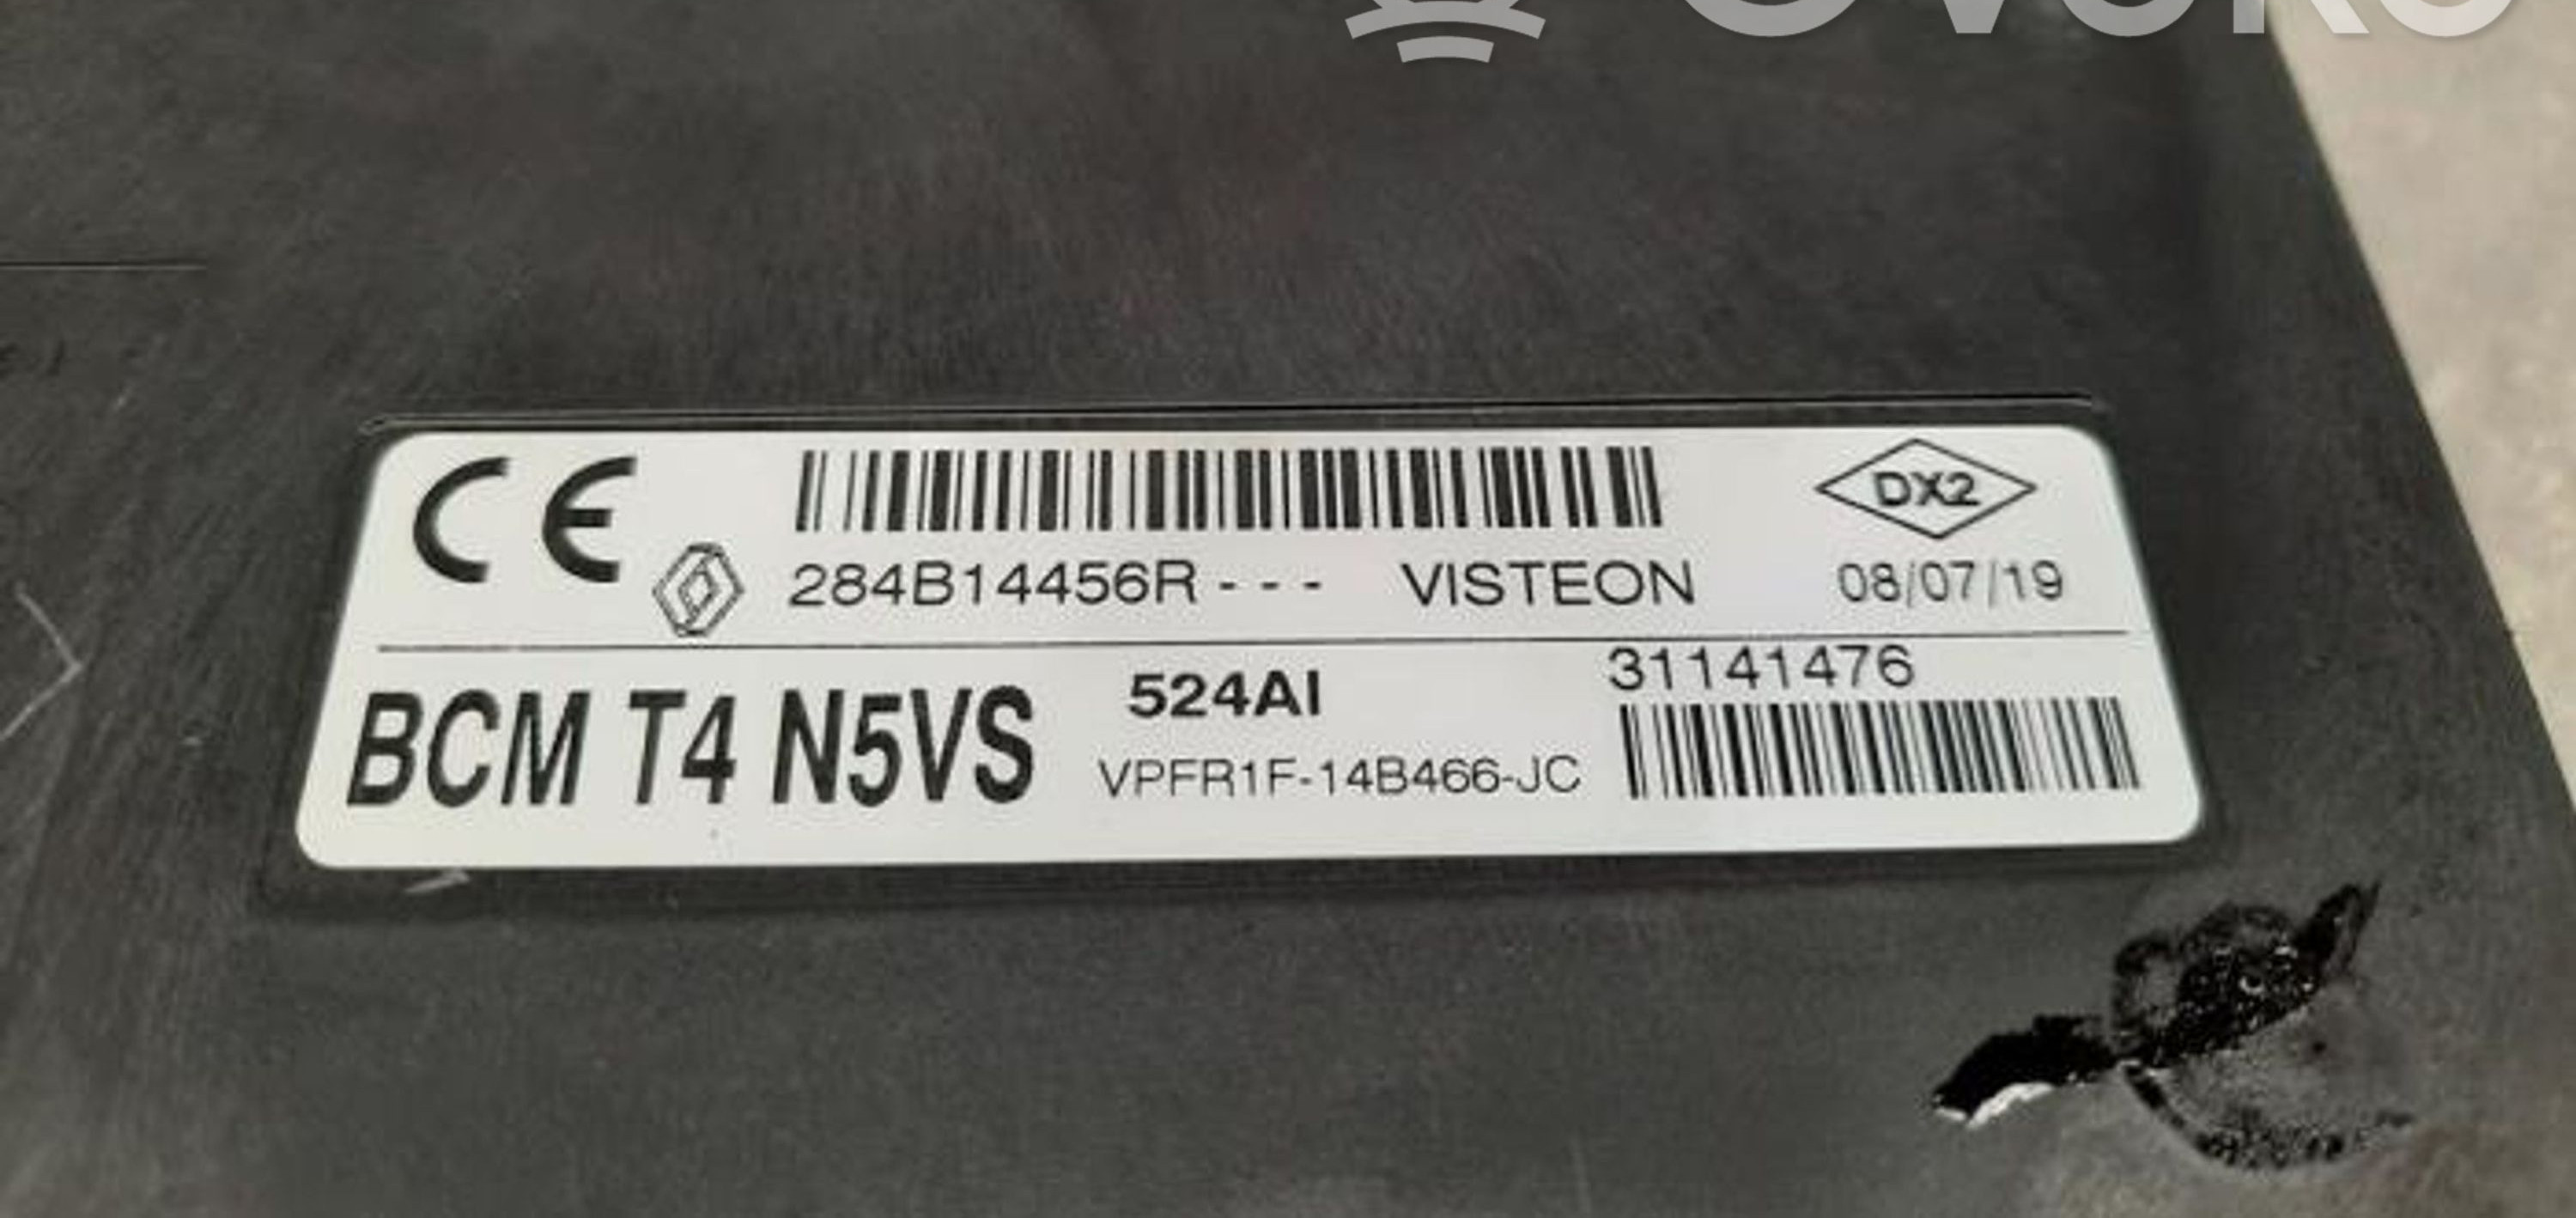 CE
DX2
284B14456R - - - VISTEON 08/07/19
BCM T4 N5VS
524AI
31141476
VPFR1F-14B466-JC